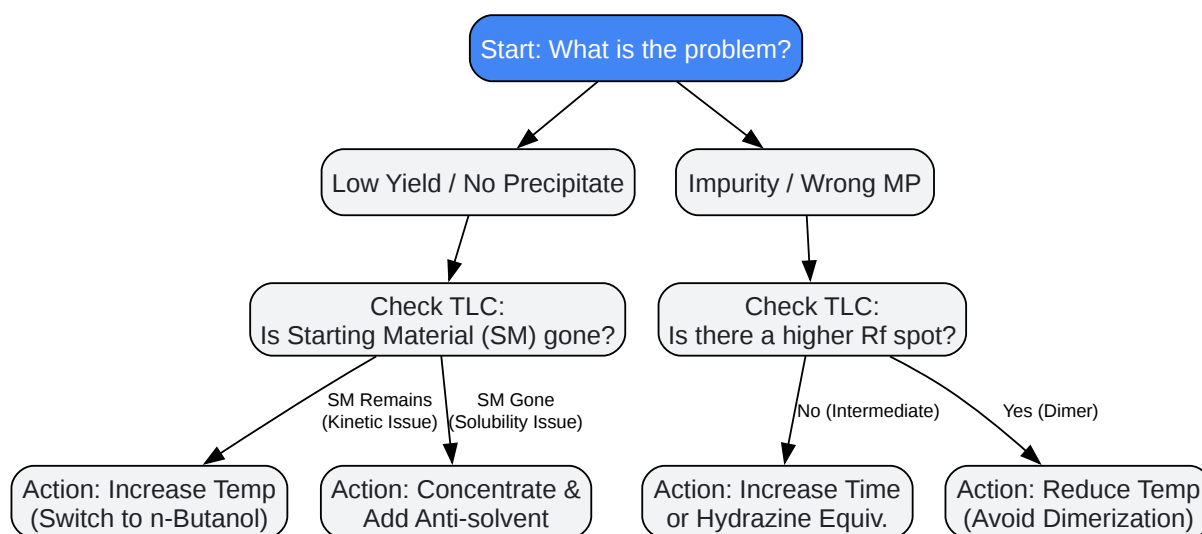 Start: What is the problem?
Low Yield / No Precipitate
Impurity / Wrong MP
Check TLC:
Is Starting Material (SM) gone?
Check TLC:
Is there a higher Rf spot?
SM Remains
(Kinetic Issue)
SM Gone
(Solubility Issue)
No (Intermediate)
Yes (Dimer)
Action: Increase Temp
(Switch to n-Butanol)
Action: Concentrate &
Add Anti-solvent
Action: Increase Time
or Hydrazine Equiv.
Action: Reduce Temp
(Avoid Dimerization)